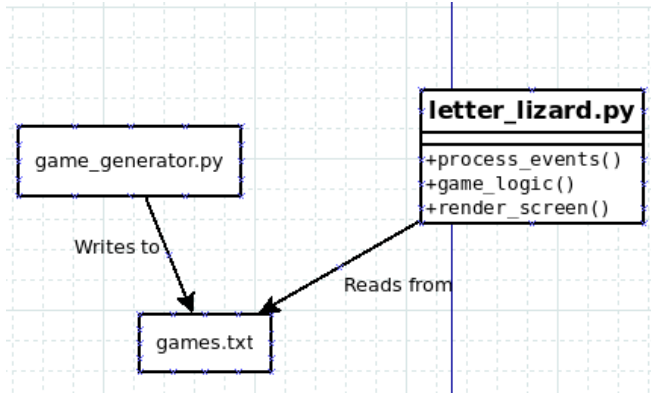 letter_lizard.py
game_generator.py
+process_events()
+game_logic()
+render_screen()
Writes to
Reads from
games.txt